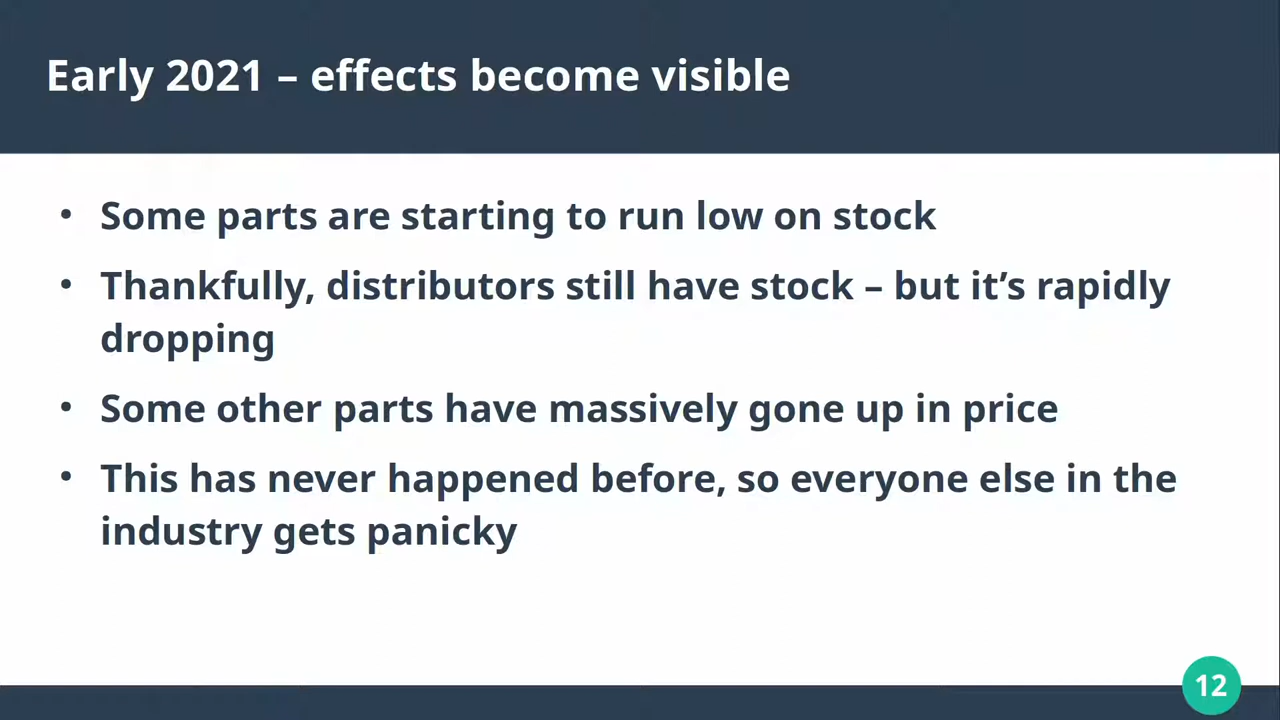 Early 2021 – effects become visible
• Some parts are starting to run low on stock
• Thankfully, distributors still have stock – but it’s rapidly
dropping
• Some other parts have massively gone up in price
• This has never happened before, so everyone else in the
industry gets panicky
12